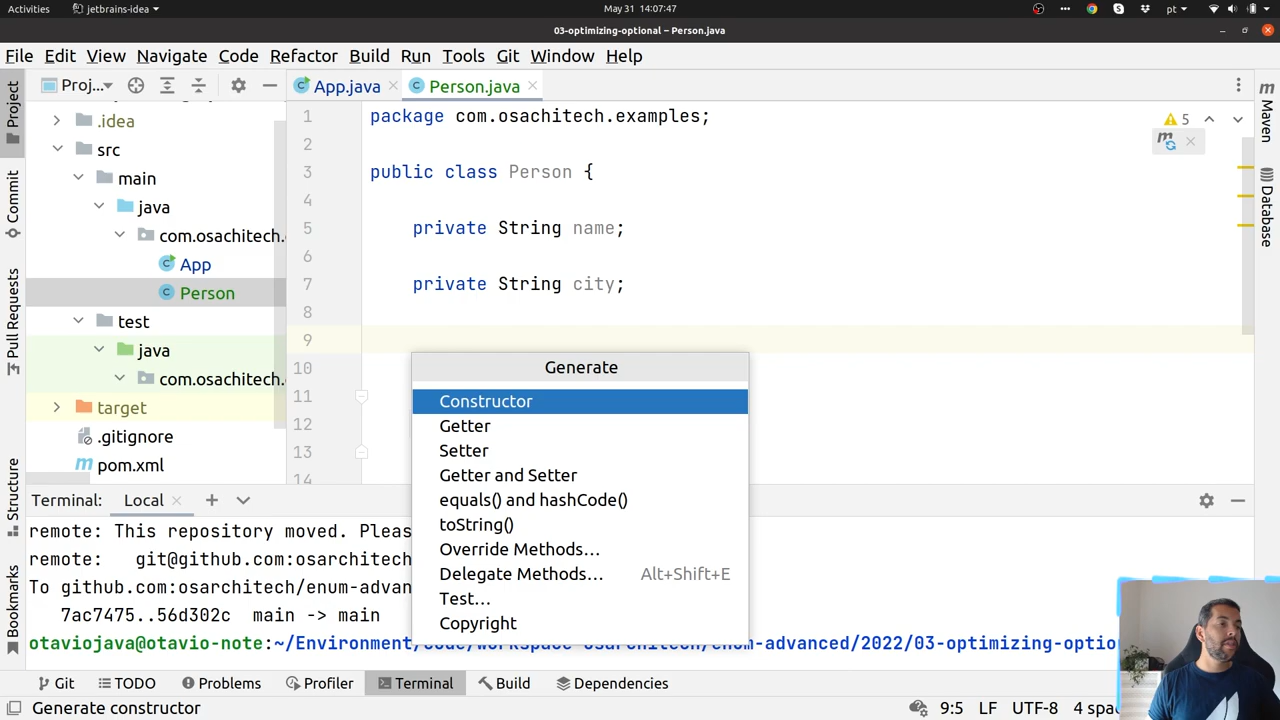 Activities
jetbrains-idea
May 31 14:07:47
pt
03-optimizing-optional – Person.java
File Edit View Navigate Code Refactor Build Run Tools Git Window Help
Proj...
App.java
Person.java
Project
Commit
Pull Requests
Structure
Bookmarks
.idea
src
main
java
com.osachitech.
App
Person
test
java
com.osachitech.
target
.gitignore
pom.xml
1 package com.osachitech.examples;
2
3 public class Person {
4
5 private String name;
6
7 private String city;
8
9
10
11
12
13
14
5
Maven
Database
Generate
Constructor
Getter
Setter
Getter and Setter
equals() and hashCode()
toString()
Override Methods...
Delegate Methods... Alt+Shift+E
Test...
Copyright
Terminal: Local
remote: This repository moved. Pleas
remote: git@github.com:osarchitech
To github.com:osarchitech/enum-advan
7ac7475..56d302c main -> main
otaviojava@otavio-note:~/Environment/code/workspace-osarchitech/enum-advanced/2022/03-optimizing-optio
Git TODO Problems Profiler Terminal Build Dependencies
Generate constructor
9:5 LF UTF-8 4 spac